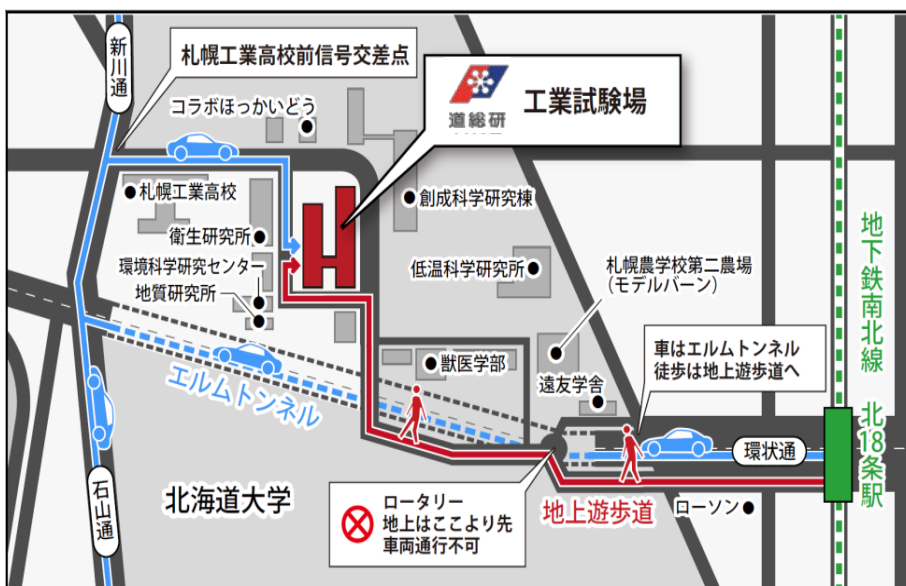 新川通
札幌工業高校前信号交差点
コラボほっかいどう
道総研
工業試験場
札幌工業高校
衛生研究所
環境科学研究センター
地質研究所
創成科学研究棟
低温科学研究所
札幌農学校第二農場
(モデルバーン)
地下鉄南北線 北18条駅
車はエルムトンネル
徒歩は地上遊歩道へ
獣医学部
遠友学舎
エルムトンネル
環状通
石山通
北海道大学
ロータリー
地上はここより先
車両通行不可
地上遊歩道
ローソン